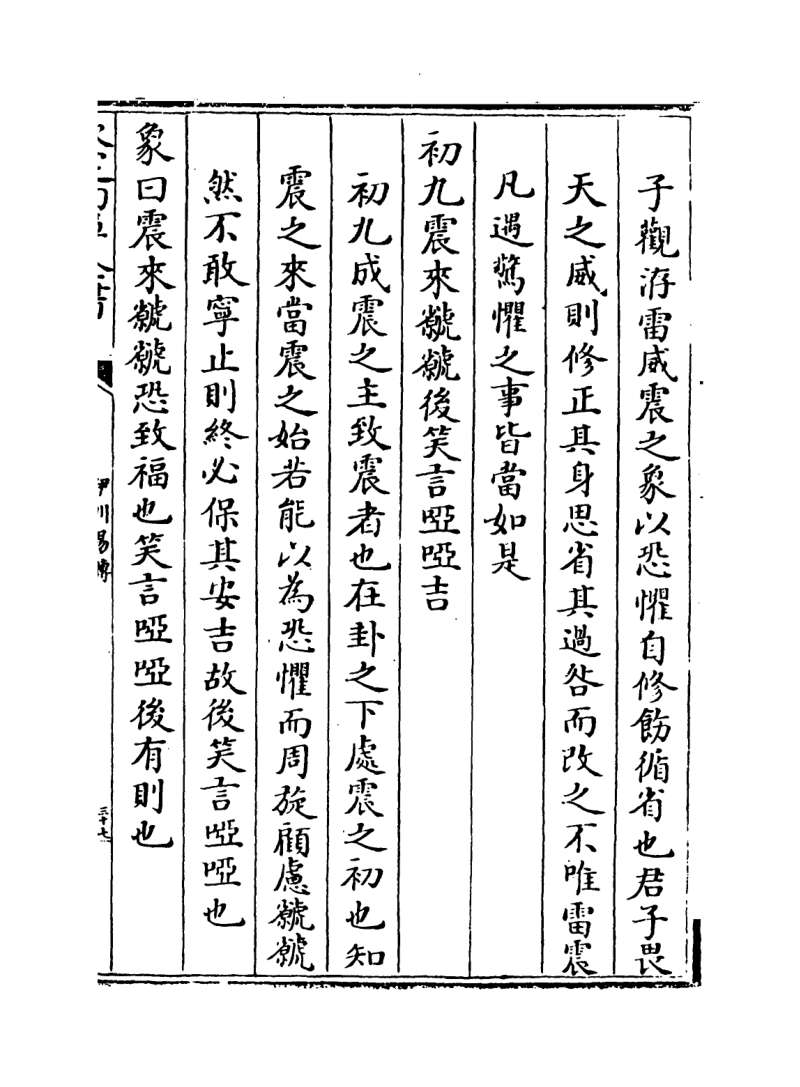 子觀洊雷威震之象以恐懼自修飭循省也君子畏
天之威則修正其身思省其過咎而改之不唯雷震
凡遇驚懼之事皆當如是
初九震來虩虩後笑言啞啞吉
初九成震之主致震者也在卦之下處震之初也知
震之來當震之始若能以為恐懼而周旋顧慮虩虩
然不敢寧止則終必保其安吉故後笑言啞啞也
象曰震來虩虩恐致福也笑言啞啞後有則也
伊川易傳
三十七